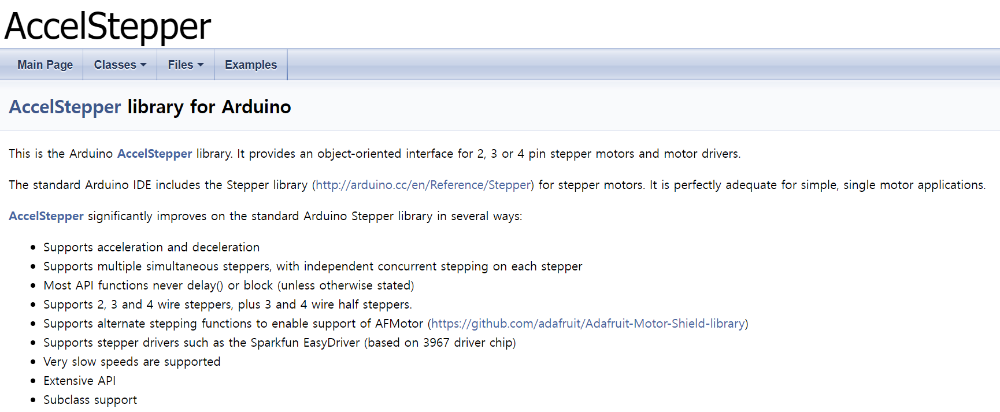 AccelStepper
Main Page Classes Files Examples
AccelStepper library for Arduino
This is the Arduino AccelStepper library. It provides an object-oriented interface for 2, 3 or 4 pin stepper motors and motor drivers.
The standard Arduino IDE includes the Stepper library (http://arduino.cc/en/Reference/Stepper) for stepper motors. It is perfectly adequate for simple, single motor applications.
AccelStepper significantly improves on the standard Arduino Stepper library in several ways:
• Supports acceleration and deceleration
• Supports multiple simultaneous steppers, with independent concurrent stepping on each stepper
• Most API functions never delay() or block (unless otherwise stated)
• Supports 2, 3 and 4 wire steppers, plus 3 and 4 wire half steppers.
• Supports alternate stepping functions to enable support of AFMotor (https://github.com/adafruit/Adafruit-Motor-Shield-library)
• Supports stepper drivers such as the Sparkfun EasyDriver (based on 3967 driver chip)
• Very slow speeds are supported
• Extensive API
• Subclass support